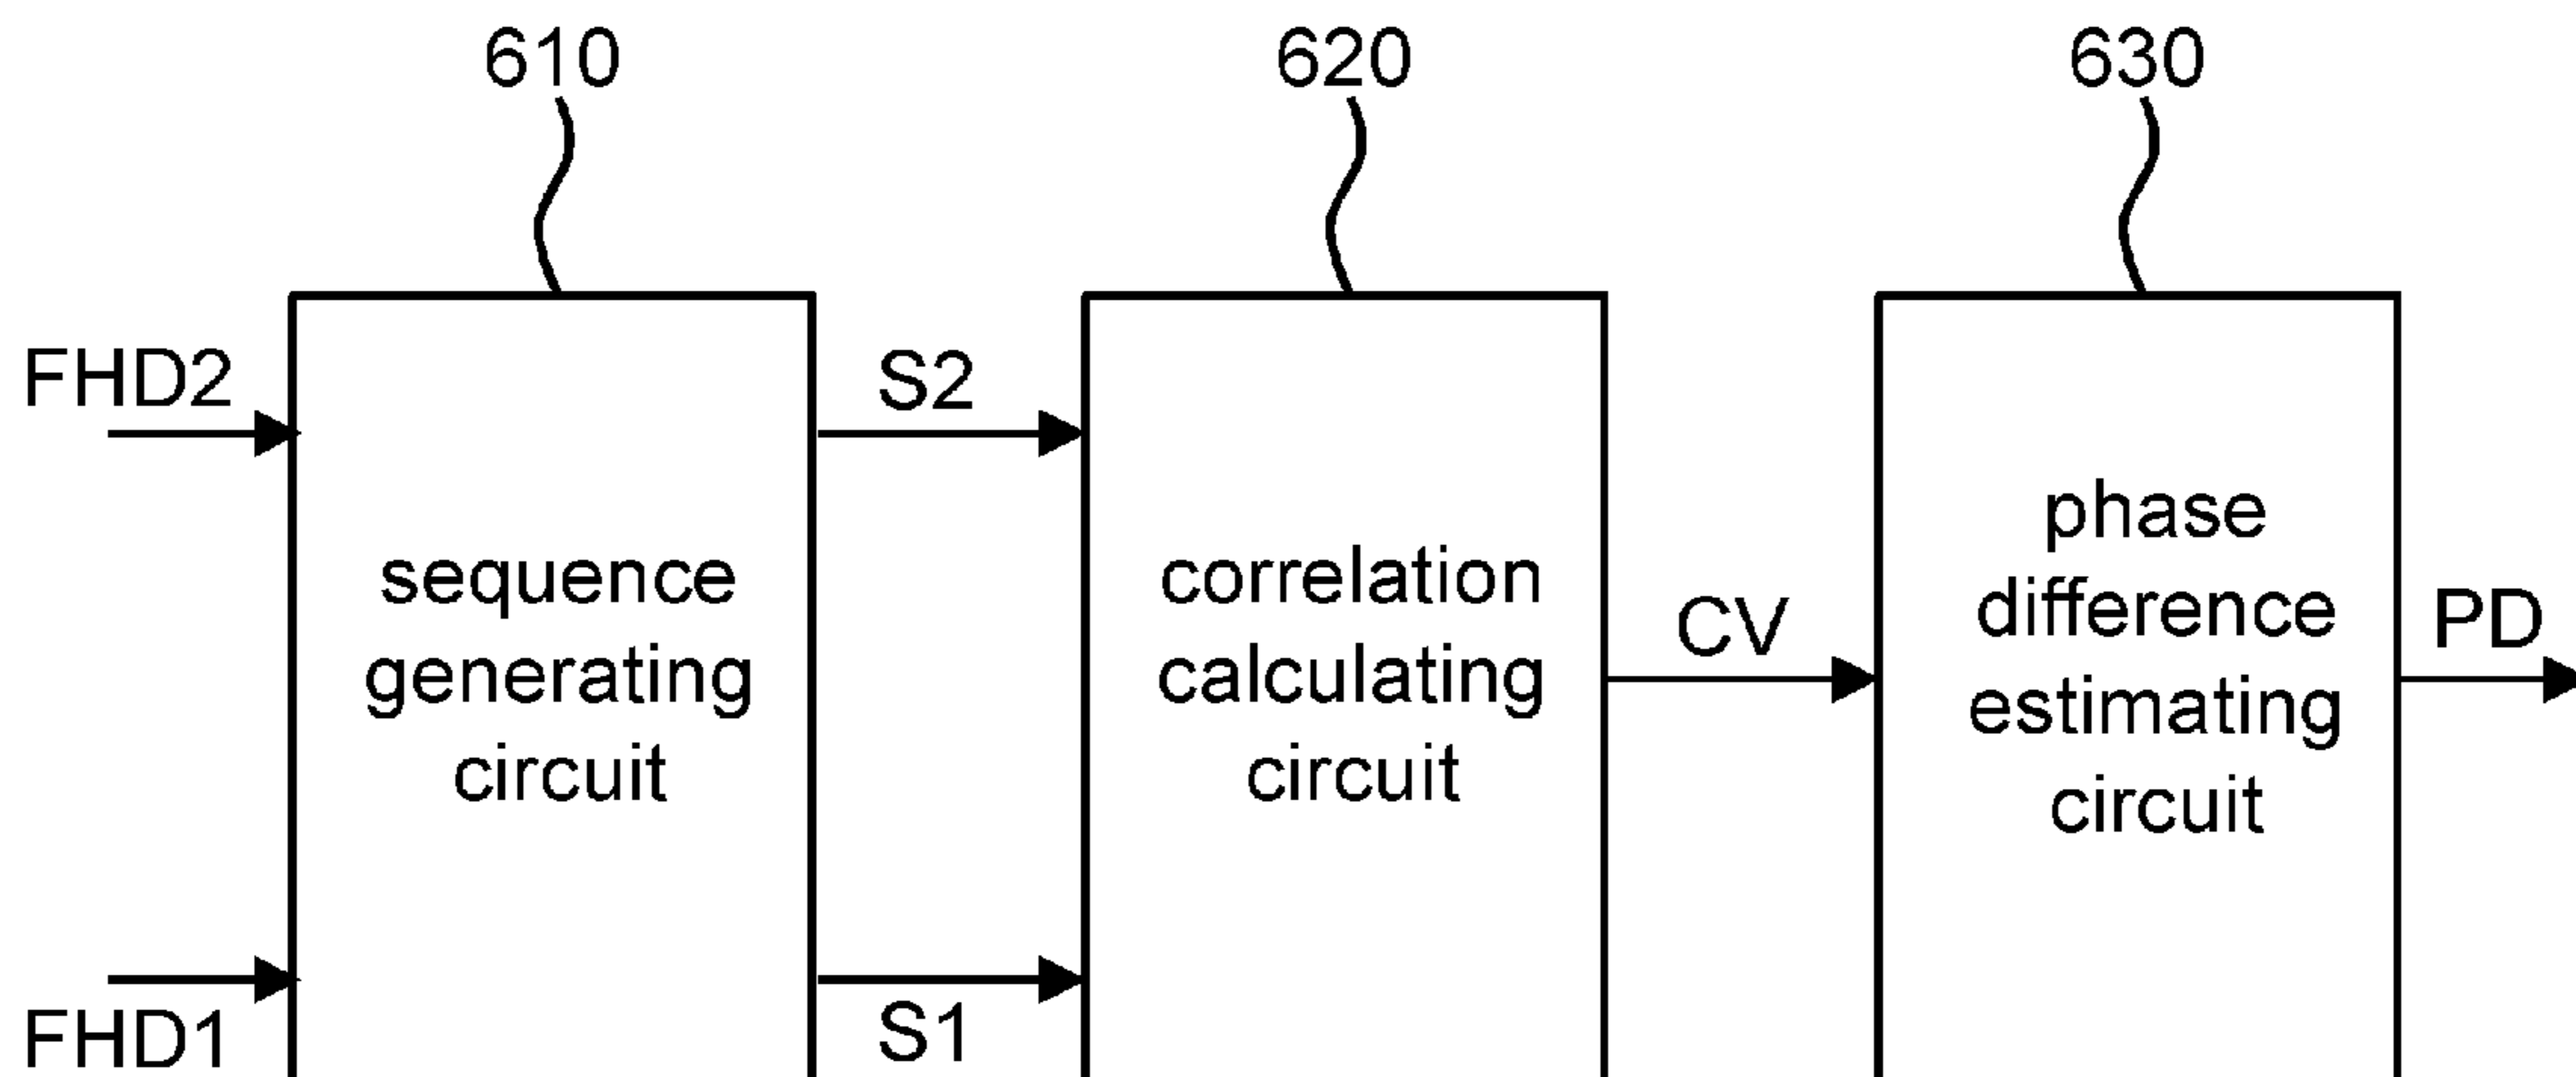 610
620
630
FHD2
S2
sequence
generating
circuit
correlation
calculating
circuit
CV
phase
difference
estimating
circuit
PD
FHD1
S1